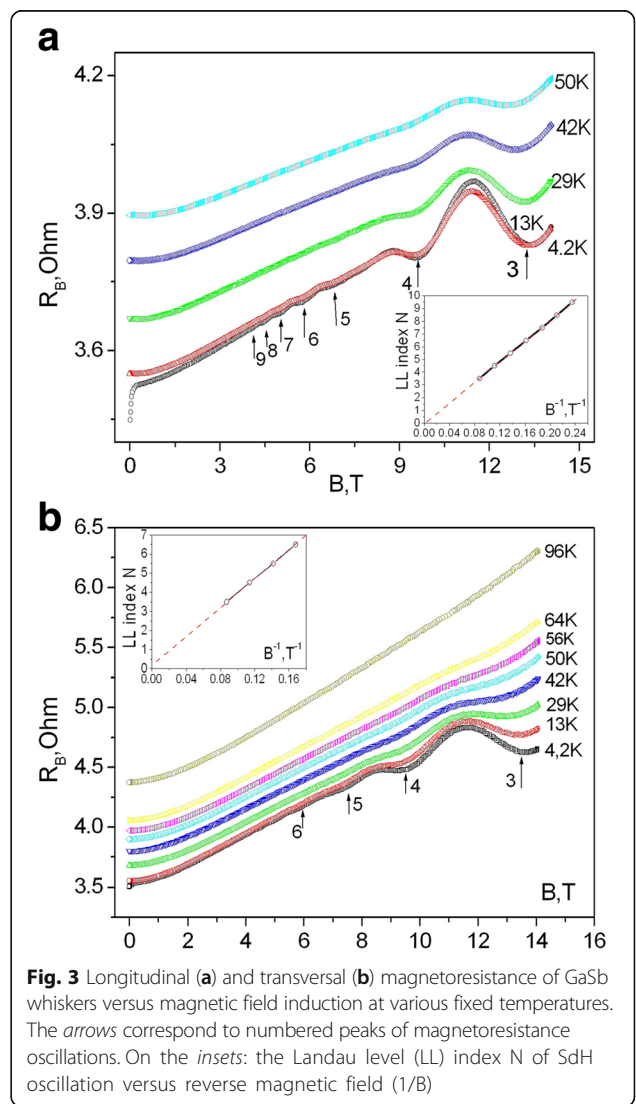 a
4.2
3.9
3.6
R_B, Ohm
50K
42K
29K
13K
4.2K
3
4
5
6
7
8
9
0 3 6 9 12 15
B,T
10
9
8
7
6
5
4
3
2
1
0
LL index N
B⁻¹,T⁻¹
0.00 0.04 0.08 0.12 0.16 0.20 0.24
b
6.5
6.0
5.5
5.0
4.5
4.0
3.5
R_B, Ohm
7
6
5
4
3
2
1
0
LL index N
B⁻¹,T⁻¹
0.00 0.04 0.08 0.12 0.16
96K
64K
56K
50K
42K
29K
13K
4,2K
3
4
5
6
B,T
0 2 4 6 8 10 12 14 16
Fig. 3 Longitudinal (a) and transversal (b) magnetoresistance of GaSb
whiskers versus magnetic field induction at various fixed temperatures.
The arrows correspond to numbered peaks of magnetoresistance
oscillations. On the insets: the Landau level (LL) index N of SdH
oscillation versus reverse magnetic field (1/B)